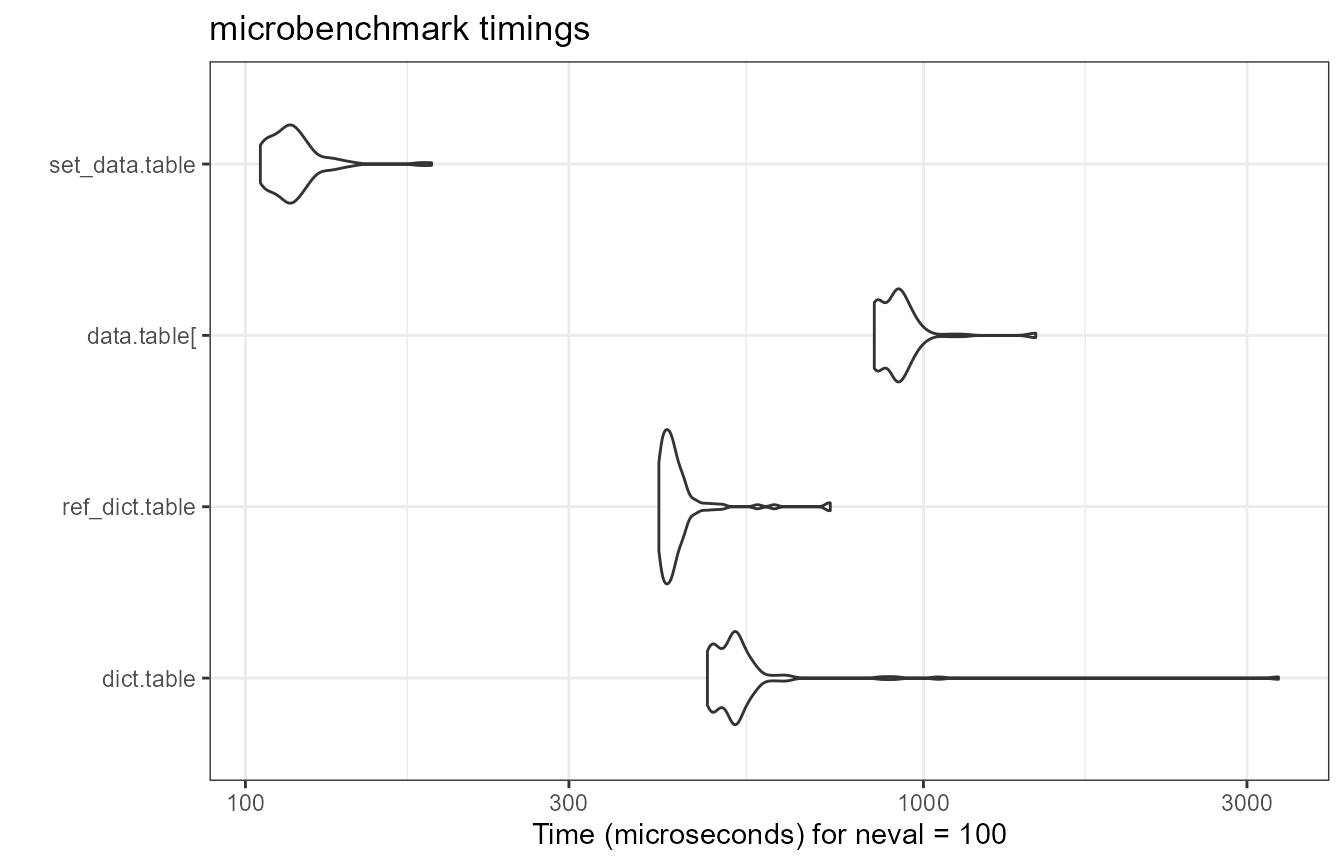 microbenchmark timings
set_data.table
data.table[
ref_dict.table
dict.table
100 300 1000 3000
Time (microseconds) for neval = 100